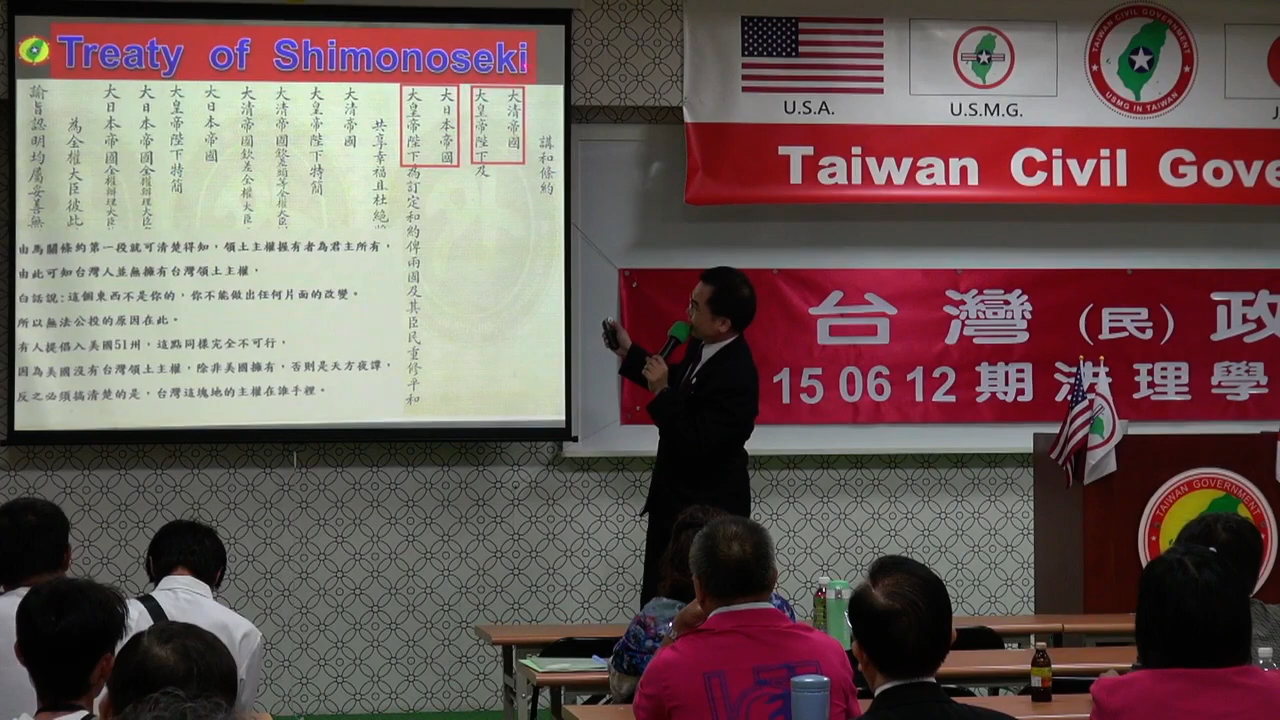 Treaty of Shimonoseki
講和條約
大清帝國
大皇帝陛下及
大日本帝國
大皇帝陛下為訂定和約俾兩國及其臣民重修平和
共享幸福且杜絕
大清帝國
大皇帝陛下特簡
大清帝國欽差頭等全權大臣
大清帝國欽差全權大臣
大日本帝國
大皇帝陛下特簡
大日本帝國全權辦理大臣
大日本帝國全權辦理大臣
為全權大臣彼此
諭旨認明均屬妥善無
由馬關條約第一段就可清楚得知，領土主權握有者為君主所有，
由此可知台灣人並無擁有台灣領土主權，
白話說：這個東西不是你的，你不能做出任何片面的改變。
所以無法公投的原因在此。
有人提倡入美國51州，這點同樣完全不可行，
因為美國沒有台灣領土主權，除非美國擁有，否則是天方夜譚，
反之必須搞清楚的是，台灣這塊地的主權在誰手裡。
U.S.A.
U.S.M.G.
TAIWAN CIVIL GOVERNMENT
USMG IN TAIWAN
J
Taiwan Civil Gove
台灣（民）政
15 06 12 期 法理學
TAIWAN GOVERNMENT